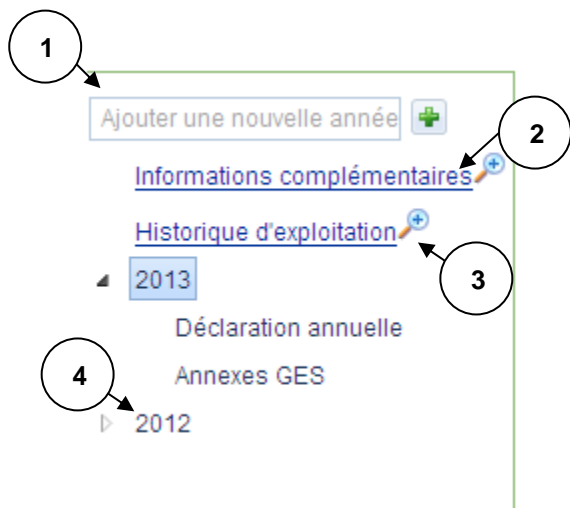 1
Ajouter une nouvelle année
2
Informations complémentaires
Historique d'exploitation
3
2013
Déclaration annuelle
Annexes GES
4
2012